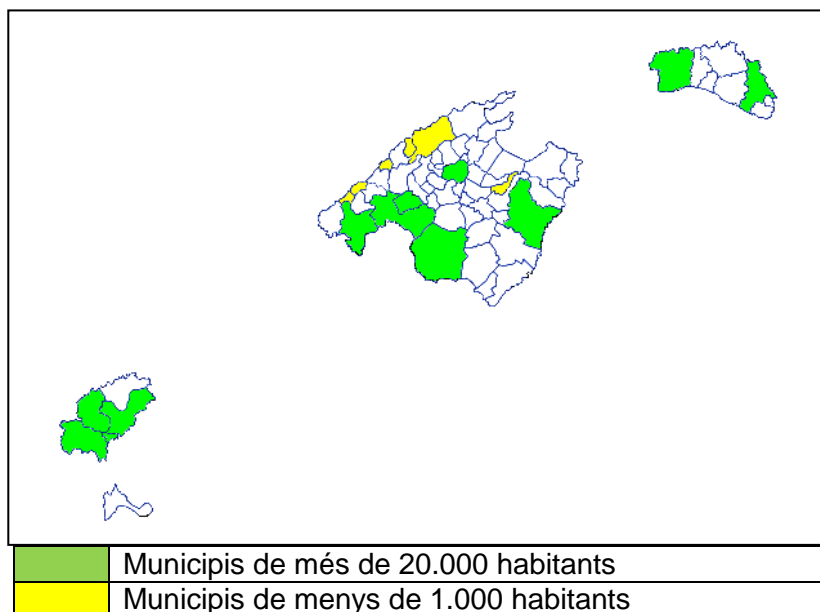 Municipis de més de 20.000 habitants
Municipis de menys de 1.000 habitants